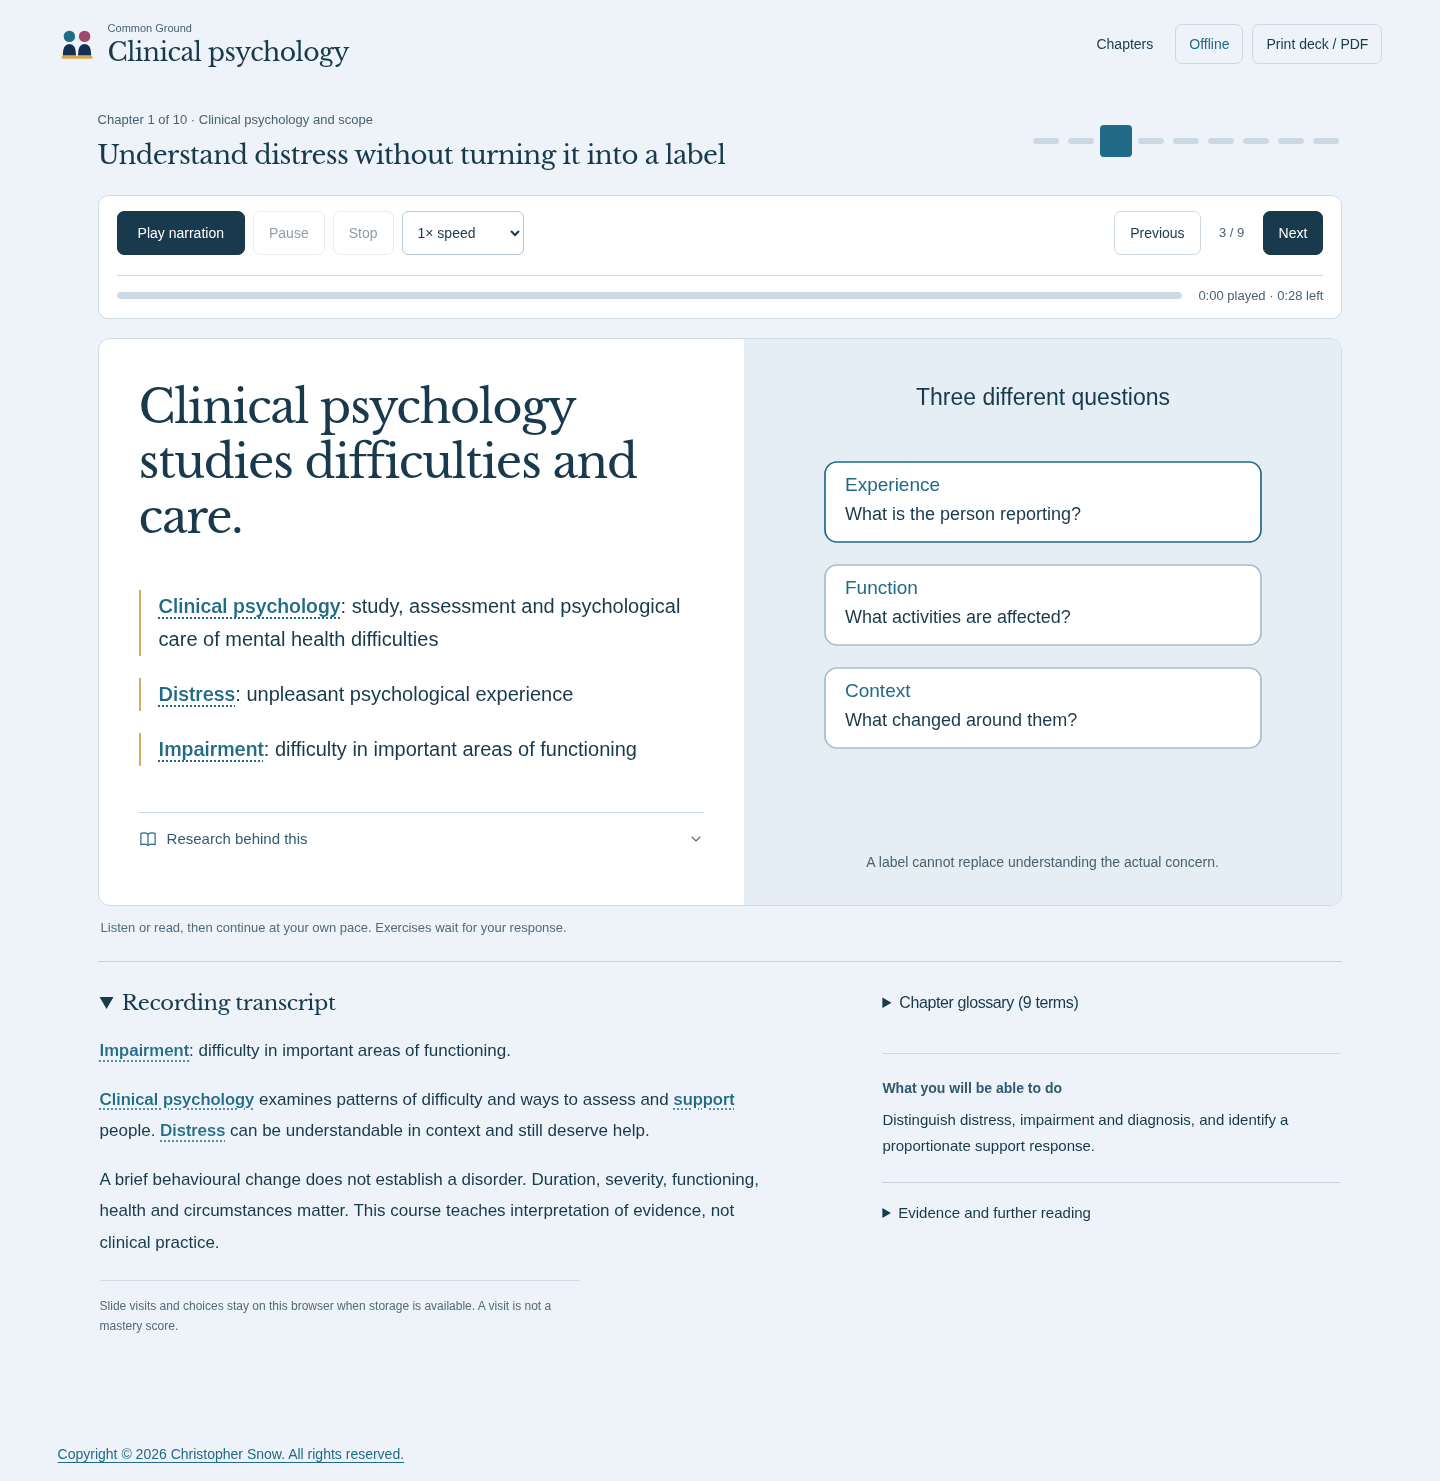 Common Ground
Clinical psychology
Chapters
Offline
Print deck / PDF
Chapter 1 of 10 · Clinical psychology and scope
Understand distress without turning it into a label
Play narration
Pause
Stop
1× speed
Previous
3 / 9
Next
0:00 played · 0:28 left
Clinical psychology
studies difficulties and
care.
Clinical psychology: study, assessment and psychological
care of mental health difficulties
Distress: unpleasant psychological experience
Impairment: difficulty in important areas of functioning
Research behind this
Three different questions
Experience
What is the person reporting?
Function
What activities are affected?
Context
What changed around them?
A label cannot replace understanding the actual concern.
Listen or read, then continue at your own pace. Exercises wait for your response.
Recording transcript
Impairment: difficulty in important areas of functioning.
Clinical psychology examines patterns of difficulty and ways to assess and support
people. Distress can be understandable in context and still deserve help.
A brief behavioural change does not establish a disorder. Duration, severity, functioning,
health and circumstances matter. This course teaches interpretation of evidence, not
clinical practice.
Slide visits and choices stay on this browser when storage is available. A visit is not a
mastery score.
Chapter glossary (9 terms)
What you will be able to do
Distinguish distress, impairment and diagnosis, and identify a
proportionate support response.
Evidence and further reading
Copyright © 2026 Christopher Snow. All rights reserved.